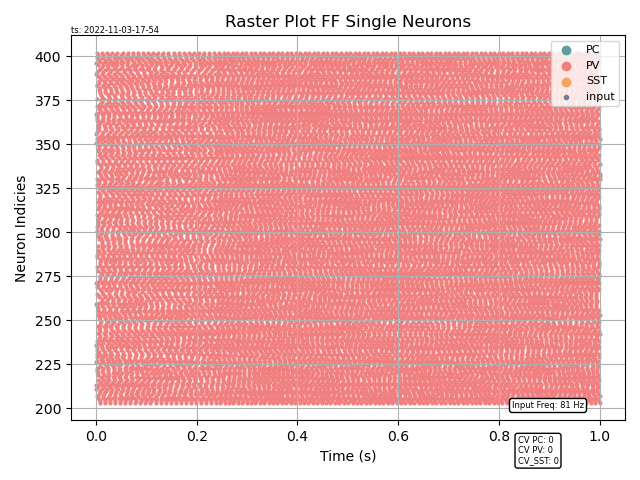 Raster Plot FF Single Neurons
ts: 2022-11-03-17-54
PC
PV
SST
input
400
375
350
325
300
275
250
225
200
Neuron Indicies
Input Freq: 81 Hz
0.0 0.2 0.4 0.6 0.8 1.0
Time (s)
CV PC: 0
CV PV: 0
CV_SST: 0